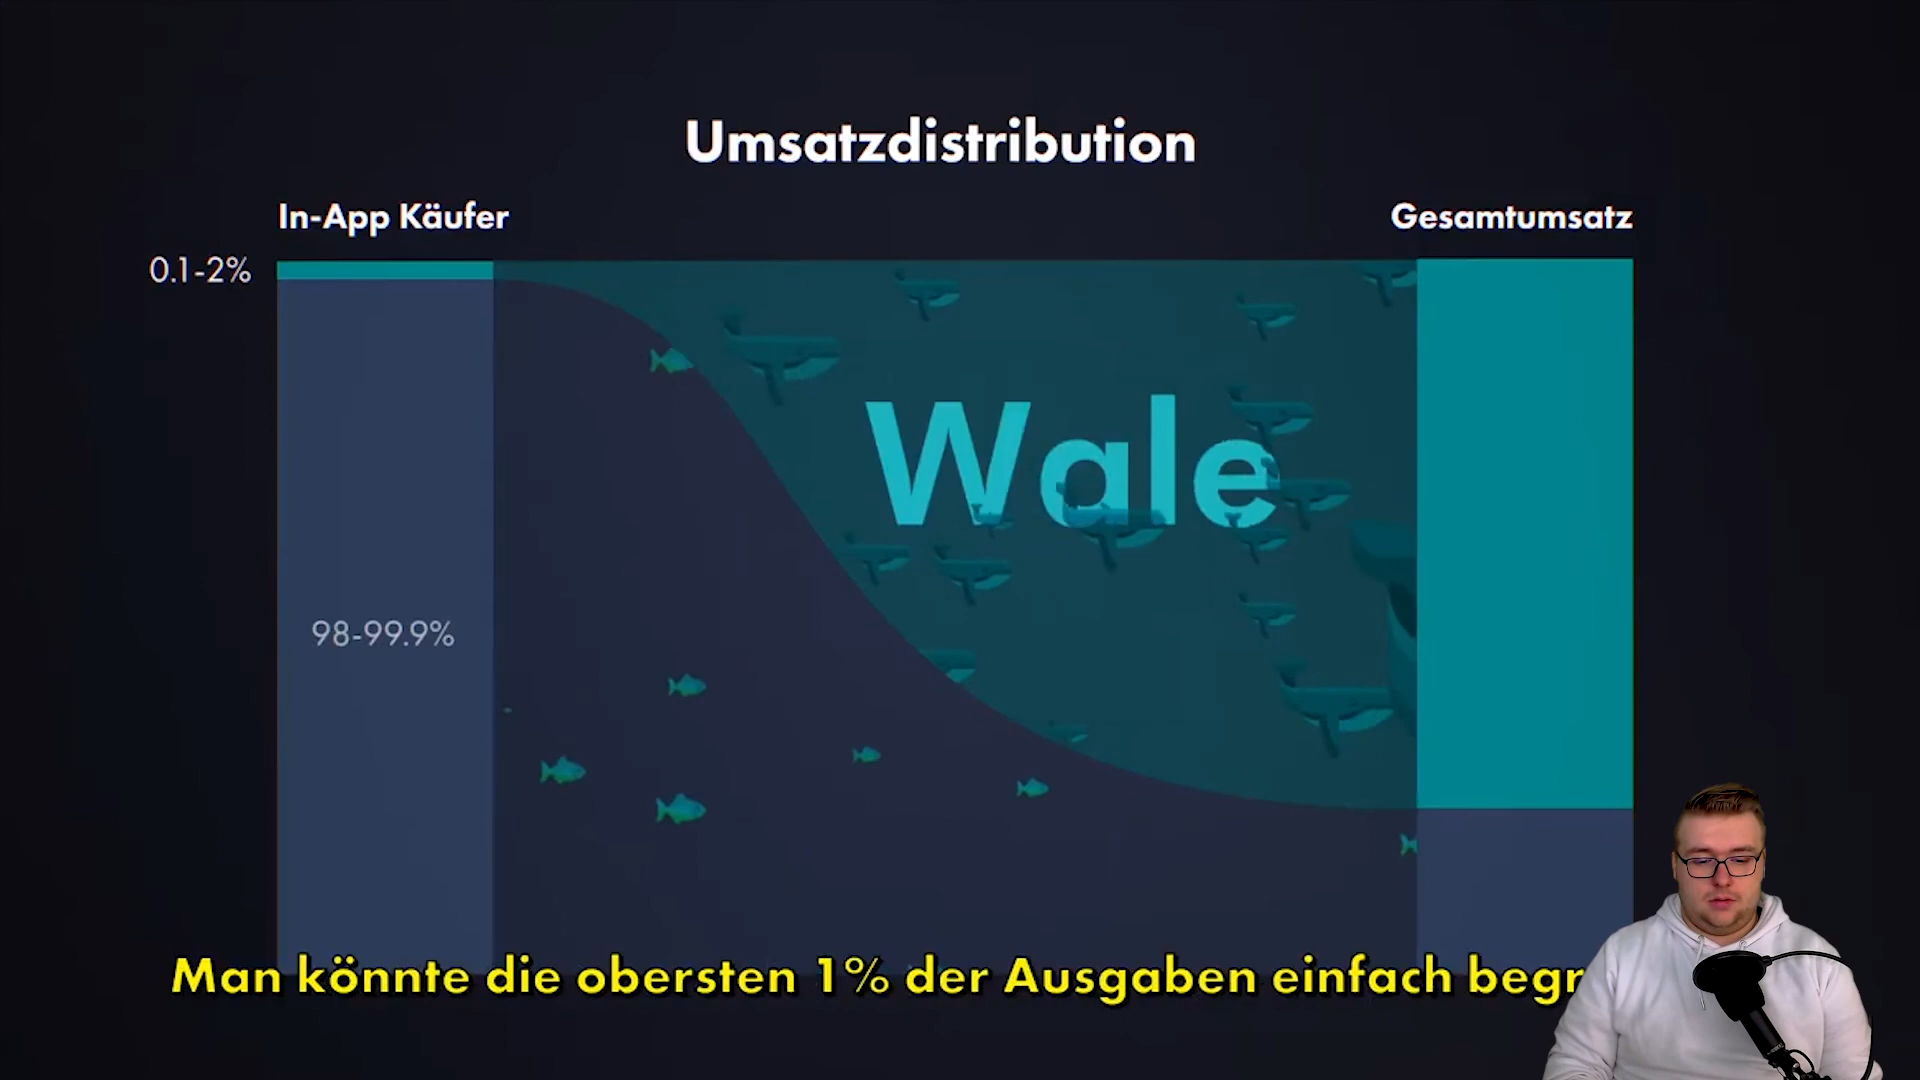 Umsatzdistribution
In-App Käufer
Gesamtumsatz
0.1-2%
Wale
98-99.9%
Man könnte die obersten 1% der Ausgaben einfach begr